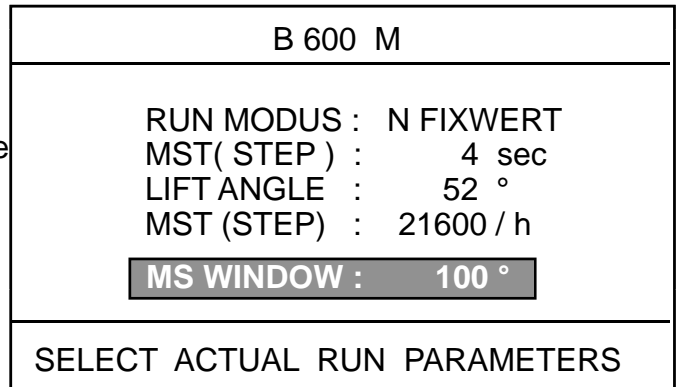 B 600 M
RUN MODUS : N FIXWERT
e
MST( STEP ) : 4 sec
LIFT ANGLE : 52 °
MST (STEP) : 21600 / h
MS WINDOW : 100 °
SELECT ACTUAL RUN PARAMETERS